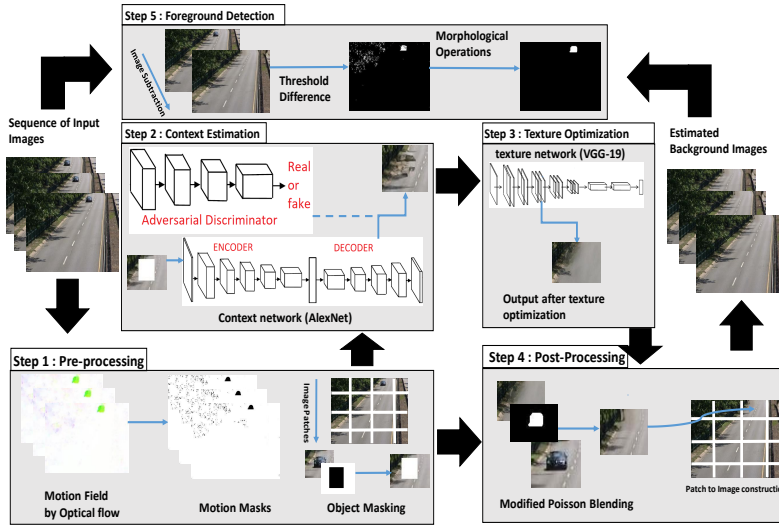 Step 5 : Foreground Detection
Image Subtraction
Threshold
Difference
Morphological
Operations
Sequence of Input
Images
Step 2 : Context Estimation
Real
or
fake
Adversarial Discriminator
ENCODER
DECODER
Context network (AlexNet)
Step 3 : Texture Optimization
texture network (VGG-19)
Output after texture
optimization
Estimated
Background Images
Step 1 : Pre-processing
Motion Field
by Optical flow
Motion Masks
Image Patches
Object Masking
Step 4 : Post-Processing
Modified Poisson Blending
Patch to Image construction